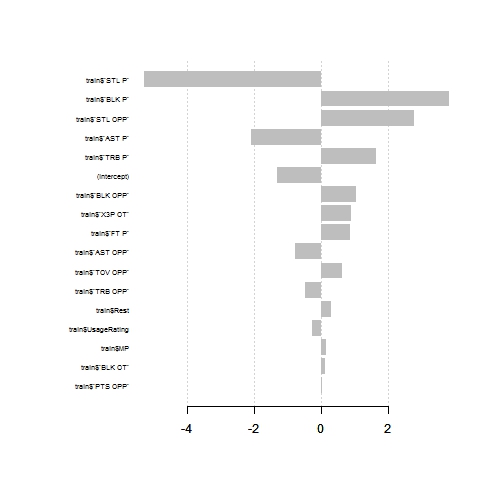 train$`STL P`
train$`BLK P`
train$`STL OPP`
train$`AST P`
train$`TRB P`
(Intercept)
train$`BLK OPP`
train$`X3P OT`
train$`FT P`
train$`AST OPP`
train$`TOV OPP`
train$`TRB OPP`
train$Rest
train$UsageRating
train$MP
train$`BLK OT`
train$`PTS OPP`
-4 -2 0 2